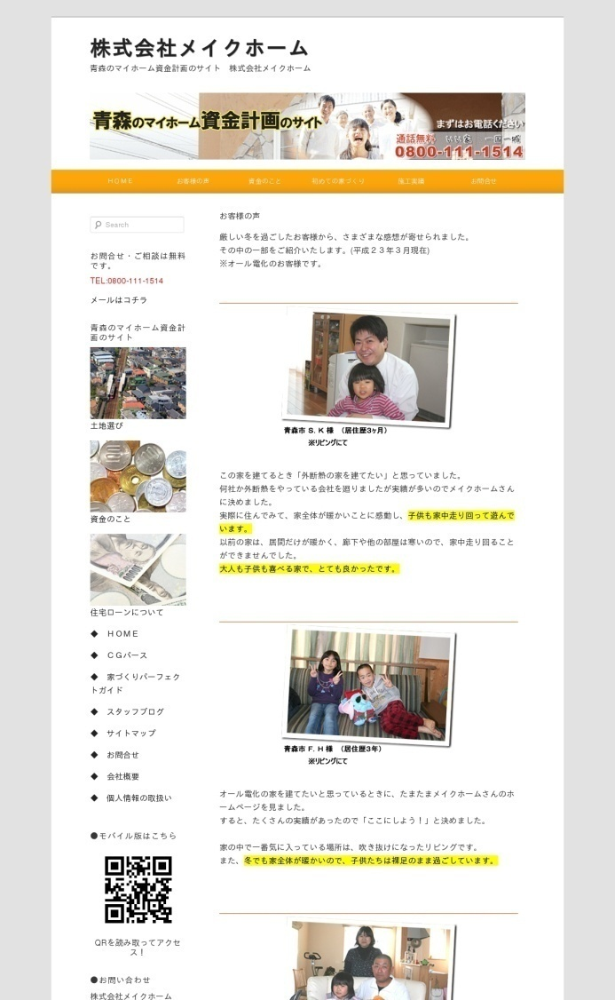 株式会社メイクホーム
青森のマイホーム資金計画のサイト　株式会社メイクホーム
青森のマイホーム資金計画のサイト
まずはお電話ください
通話無料
0800-111-1514
ＨＯＭＥ
お客様の声
資金のこと
初めての家づくり
施工実績
お問合せ
Search
お問合せ・ご相談は無料
です。
TEL:0800-111-1514
メールはコチラ
青森のマイホーム資金計
画のサイト
土地選び
資金のこと
住宅ローンについて
◆　ＨＯＭＥ
◆　ＣＧパース
◆　家づくりパーフェク
トガイド
◆　スタッフブログ
◆　サイトマップ
◆　お問合せ
◆　会社概要
◆　個人情報の取扱い
●モバイル版はこちら
QRを読み取ってアクセ
ス！
●お問い合わせ
株式会社メイクホーム
お客様の声
厳しい冬を過ごしたお客様から、さまざまな感想が寄せられました。
その中の一部をご紹介いたします。(平成２３年３月現在)
※オール電化のお客様です。
青森市 S. K 様　（居住歴3ヶ月）
※リビングにて
この家を建てるとき「外断熱の家を建てたい」と思っていました。
何社か外断熱をやっている会社を廻りましたが実績が多いのでメイクホームさん
に決めました。
実際に住んでみて、家全体が暖かいことに感動し、子供も家中走り回って遊んで
います。
以前の家は、居間だけが暖かく、廊下や他の部屋は寒いので、家中走り回ること
ができませんでした。
大人も子供も喜べる家で、とても良かったです。
青森市 F. H 様　（居住歴3年）
※リビングにて
オール電化の家を建てたいと思っているときに、たまたまメイクホームさんのホ
ームページを見ました。
すると、たくさんの実績があったので「ここにしよう！」と決めました。
家の中で一番気に入っている場所は、吹き抜けになったリビングです。
また、冬でも家全体が暖かいので、子供たちは裸足のまま過ごしています。